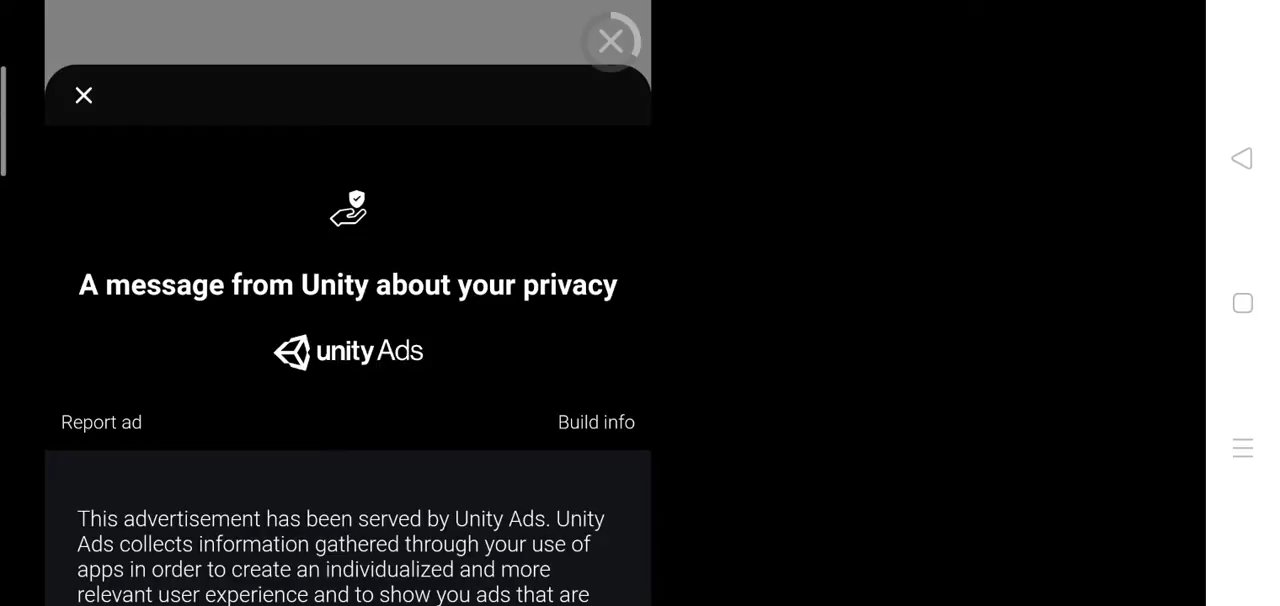 A message from Unity about your privacy
unity Ads
Report ad
Build info
This advertisement has been served by Unity Ads. Unity
Ads collects information gathered through your use of
apps in order to create an individualized and more
relevant user experience and to show you ads that are